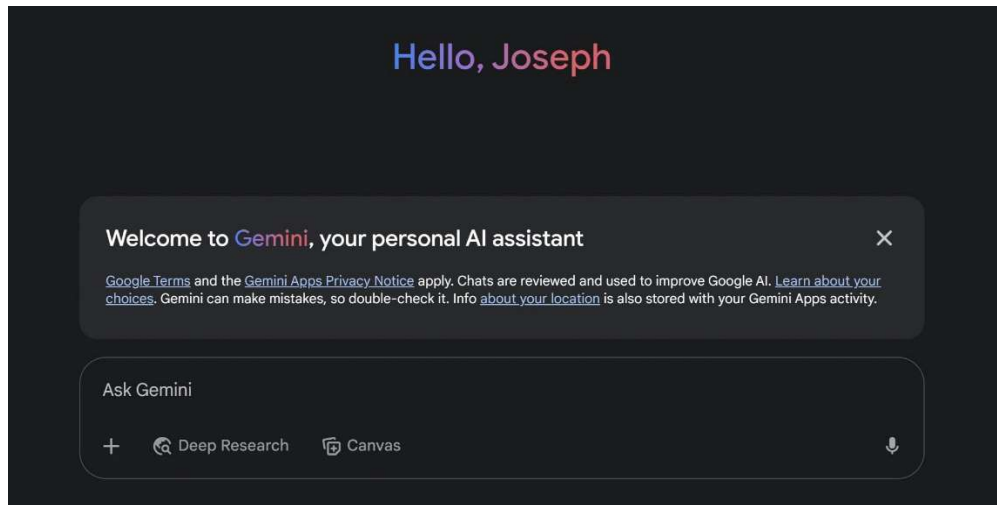 Hello, Joseph
Welcome to Gemini, your personal AI assistant
Google Terms and the Gemini Apps Privacy Notice apply. Chats are reviewed and used to improve Google AI. Learn about your
choices. Gemini can make mistakes, so double-check it. Info about your location is also stored with your Gemini Apps activity.
Ask Gemini
Deep Research Canvas